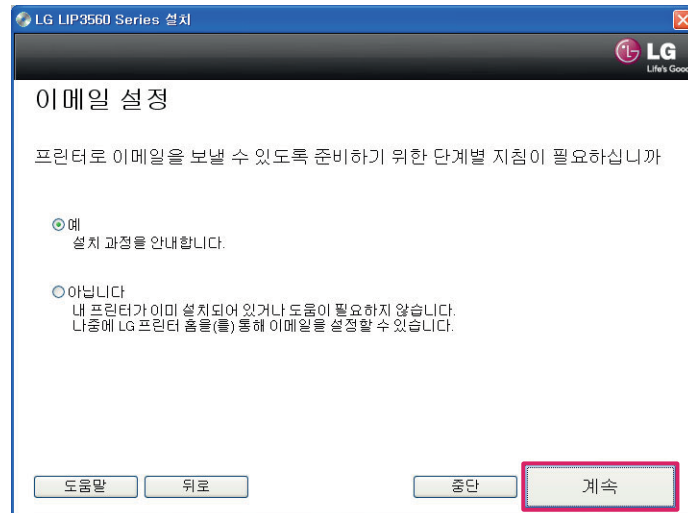 LG LIP3560 Series 설치
LG
Life's Good
이메일 설정
프린터로 이메일을 보낼 수 있도록 준비하기 위한 단계별 지침이 필요하십니까
예
설치 과정을 안내합니다.
아닙니다
내 프린터가 이미 설치되어 있거나 도움이 필요하지 않습니다.
나중에 LG 프린터 홈을(를) 통해 이메일을 설정할 수 있습니다.
도움말 뒤로 중단 계속